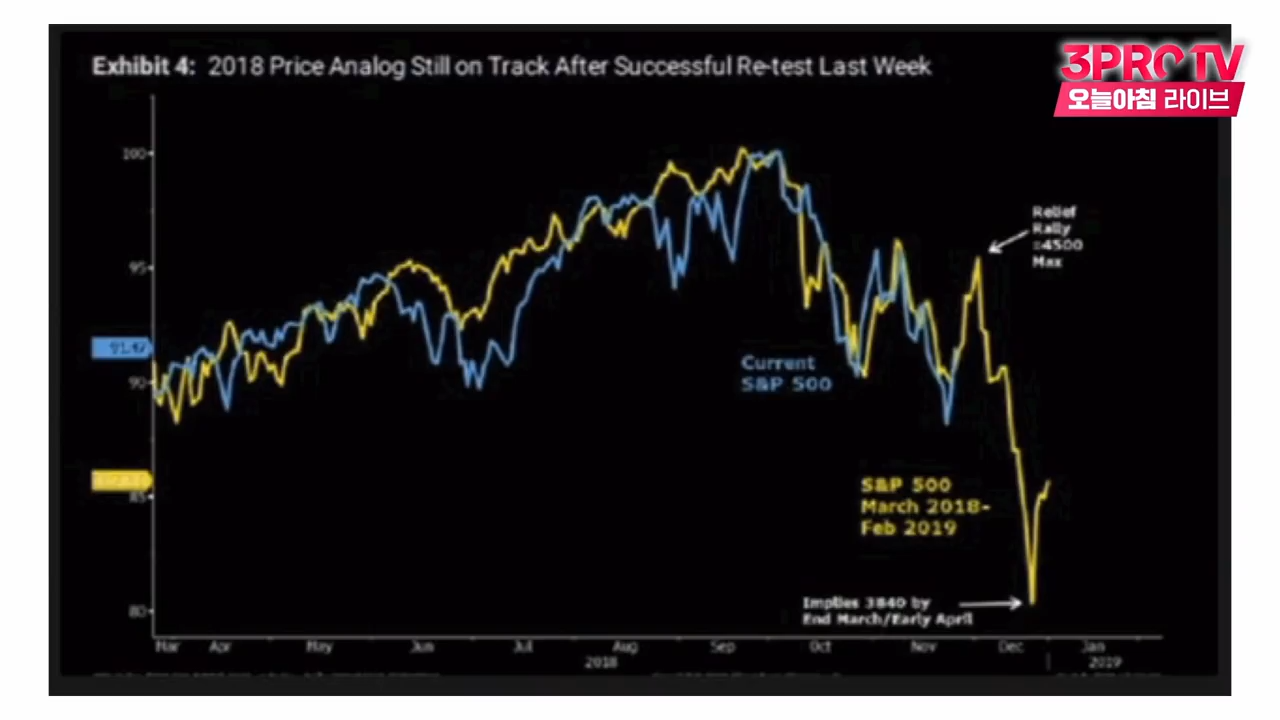 Exhibit 4: 2018 Price Analog Still on Track After Successful Re-test Last Week
3PRO TV
오늘아침 라이브
100
95
90
85
80
Relief
Rally
≈4500
Max
Current
S&P 500
S&P 500
March 2018-
Feb 2019
Implies 3840 by
End March/Early April
Mar Apr May Jun Jul Aug Sep Oct Nov Dec Jan
2018 2019